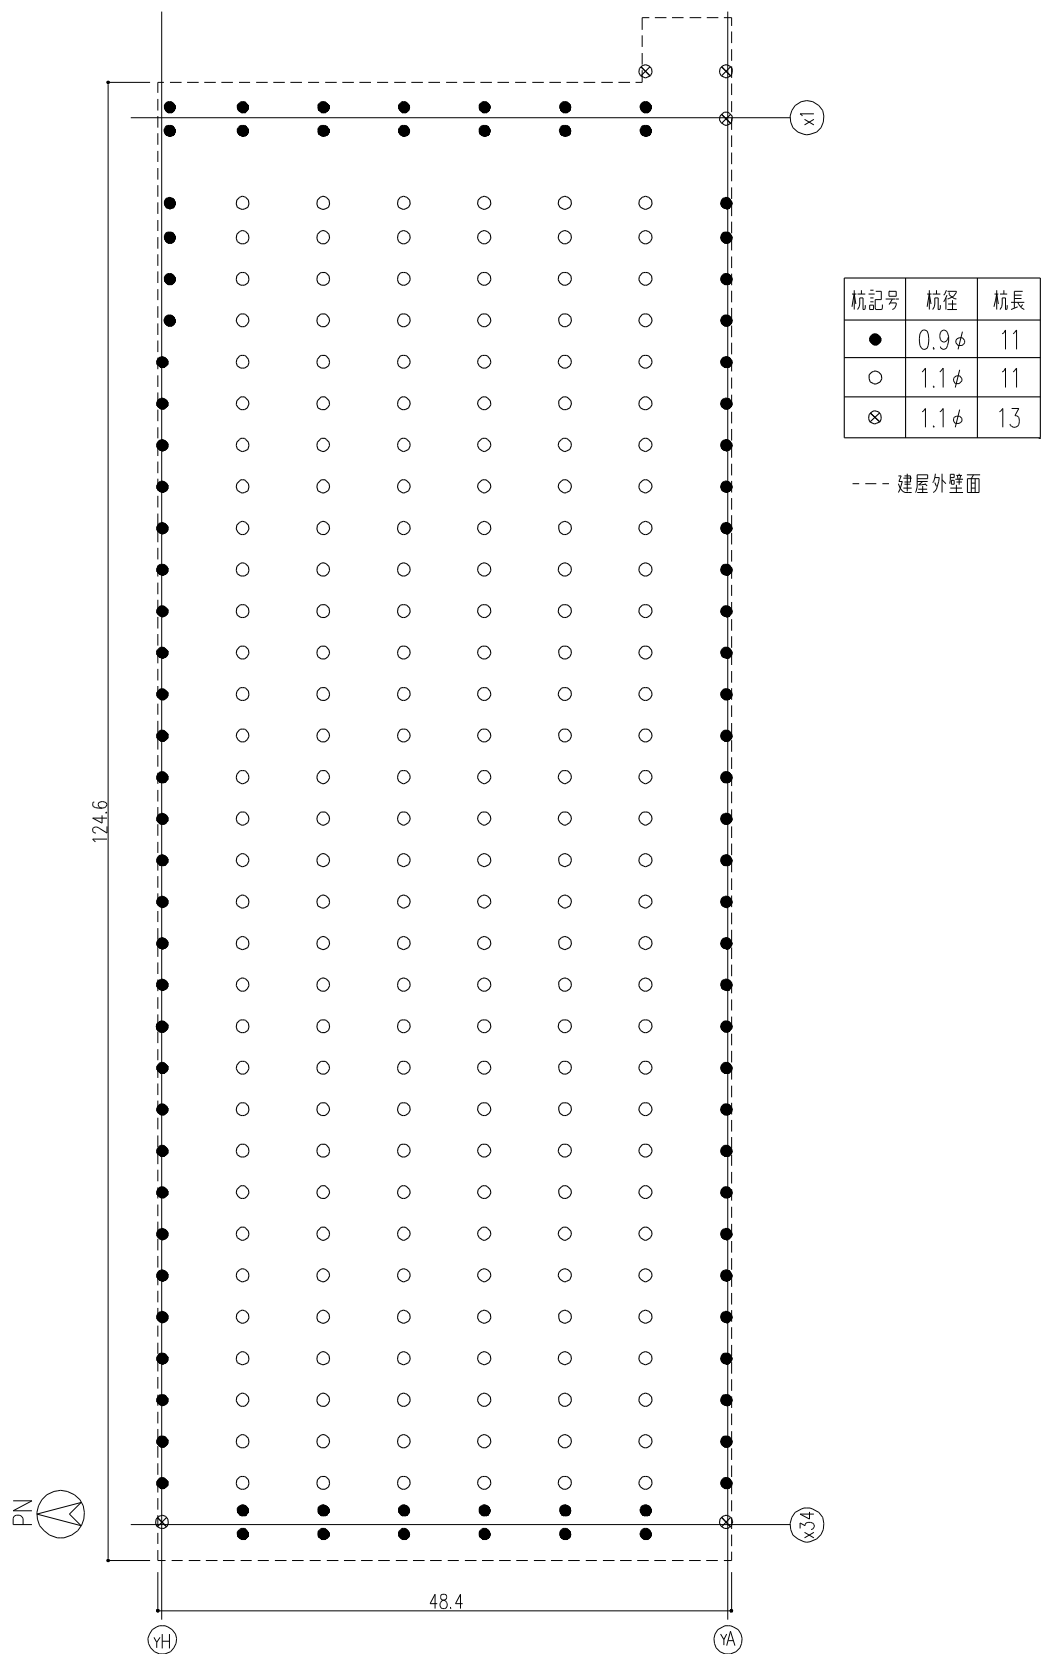 x1
杭記号 杭径 杭長
● 0.9φ 11
○ 1.1φ 11
⊗ 1.1φ 13
--- 建屋外壁面
124.6
PN
x34
48.4
YH
YA